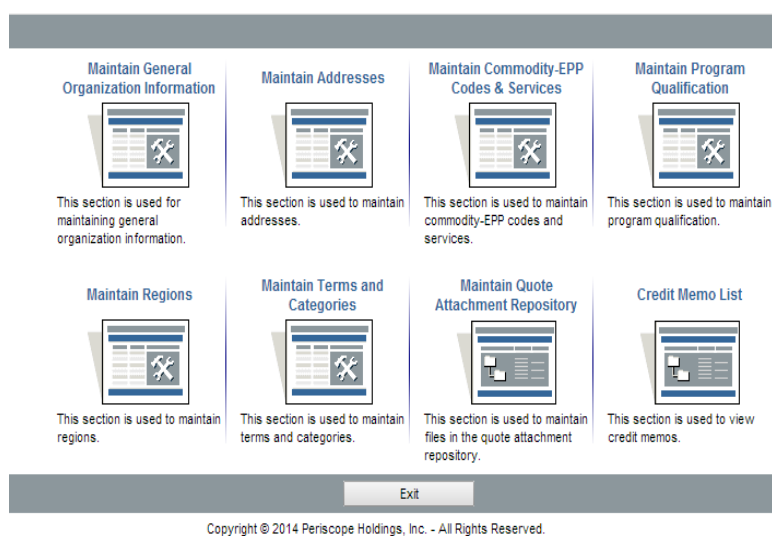 Maintain General
Organization Information
This section is used for
maintaining general
organization information.
Maintain Addresses
This section is used to maintain
addresses.
Maintain Commodity-EPP
Codes & Services
This section is used to maintain
commodity-EPP codes and
services.
Maintain Program
Qualification
This section is used to maintain
program qualification.
Maintain Regions
This section is used to maintain
regions.
Maintain Terms and
Categories
This section is used to maintain
terms and categories.
Maintain Quote
Attachment Repository
This section is used to maintain
files in the quote attachment
repository.
Credit Memo List
This section is used to view
credit memos.
Exit
Copyright © 2014 Periscope Holdings, Inc. - All Rights Reserved.